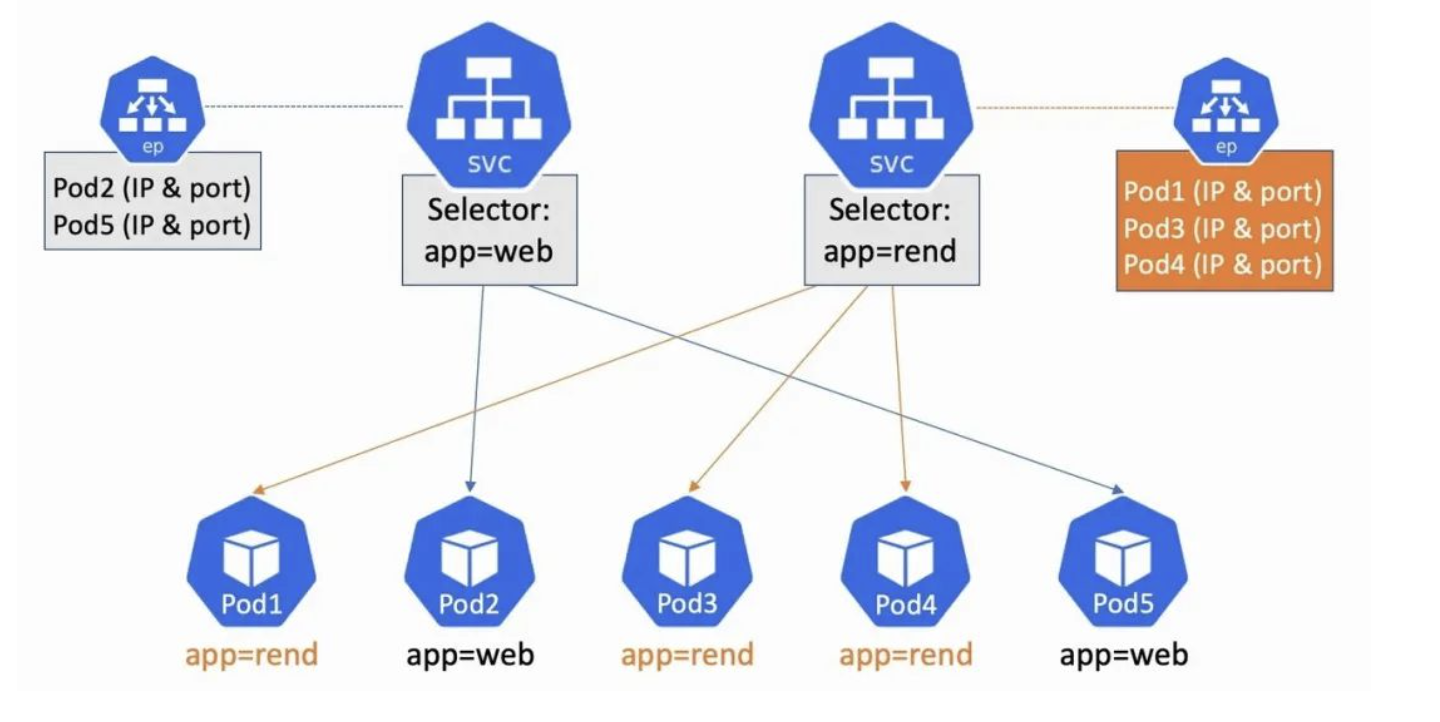 ep
Pod2 (IP & port)
Pod5 (IP & port)
svc
Selector:
app=web
svc
Selector:
app=rend
ep
Pod1 (IP & port)
Pod3 (IP & port)
Pod4 (IP & port)
Pod1
app=rend
Pod2
app=web
Pod3
app=rend
Pod4
app=rend
Pod5
app=web